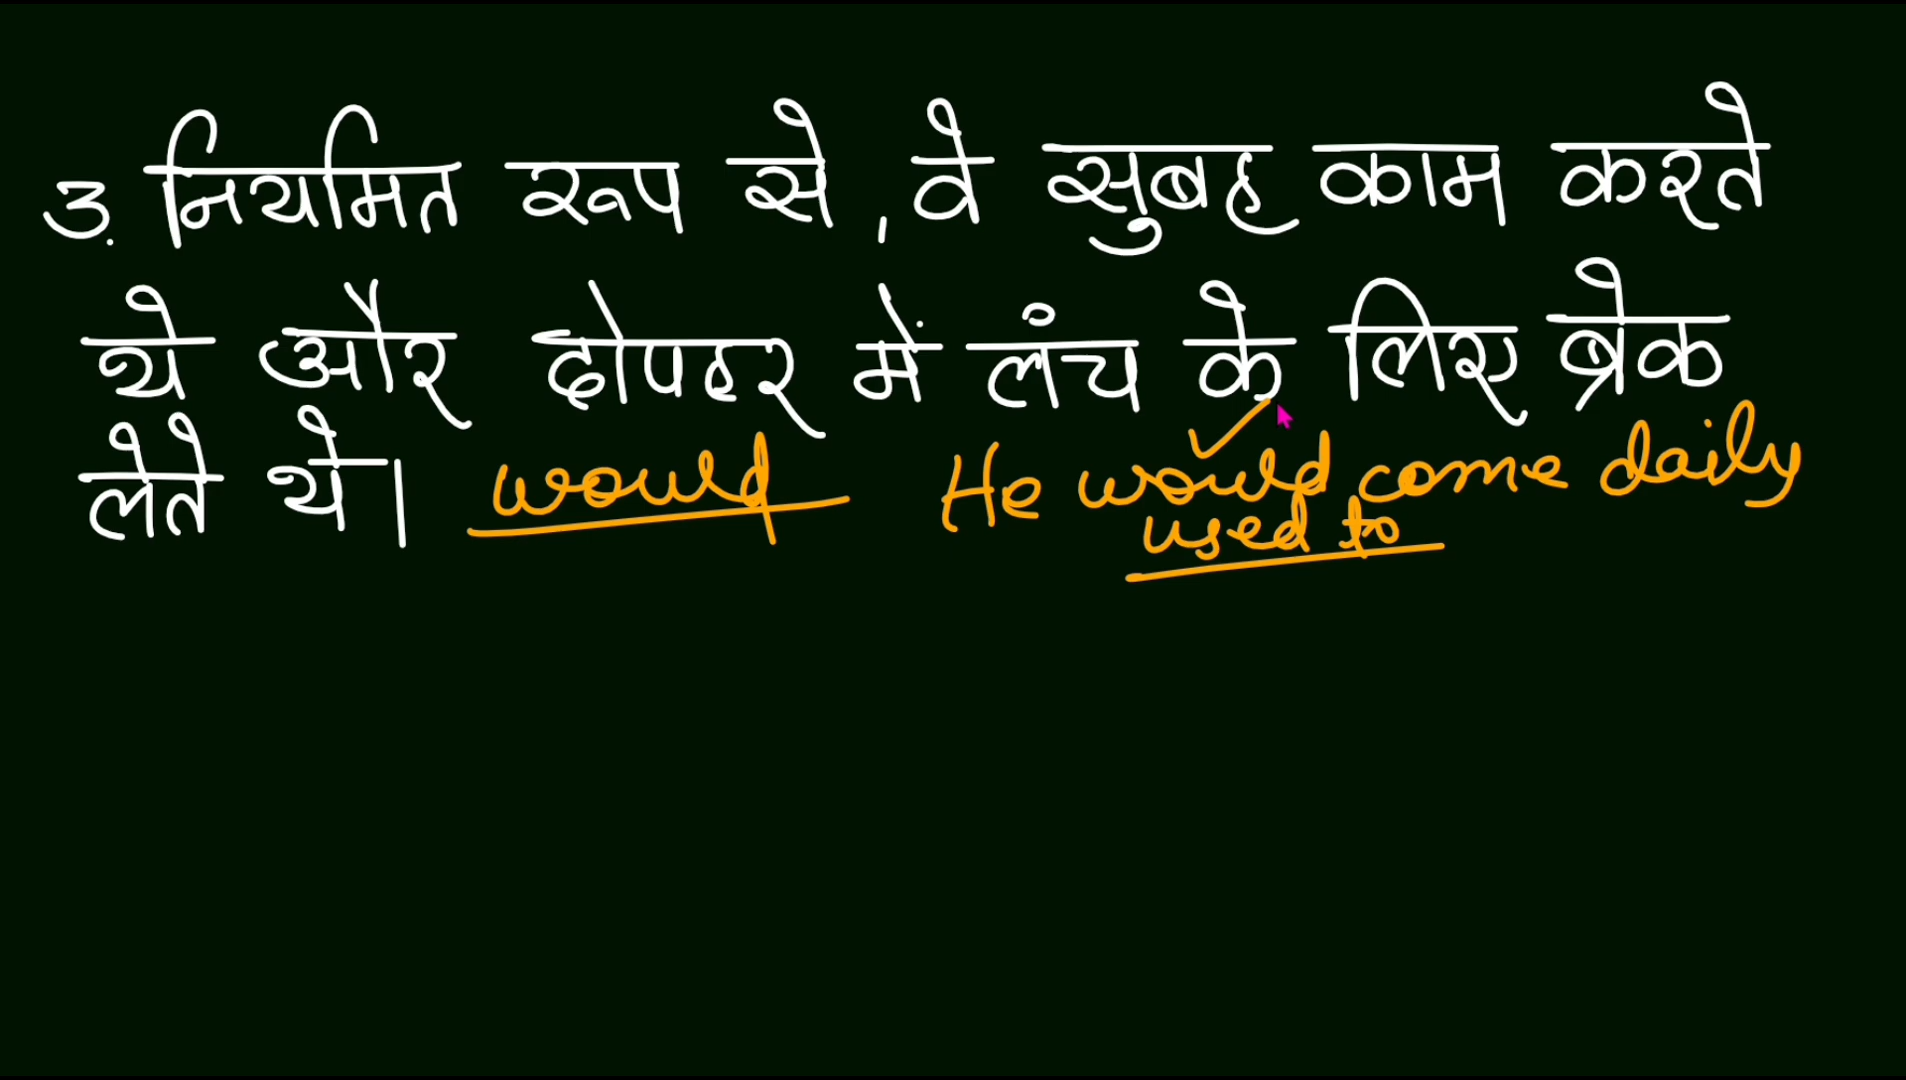 3. नियमित रूप से, वे सुबह काम करते
थे और दोपहर में लंच के लिए ब्रेक
लेते थे। would He would come daily
used to